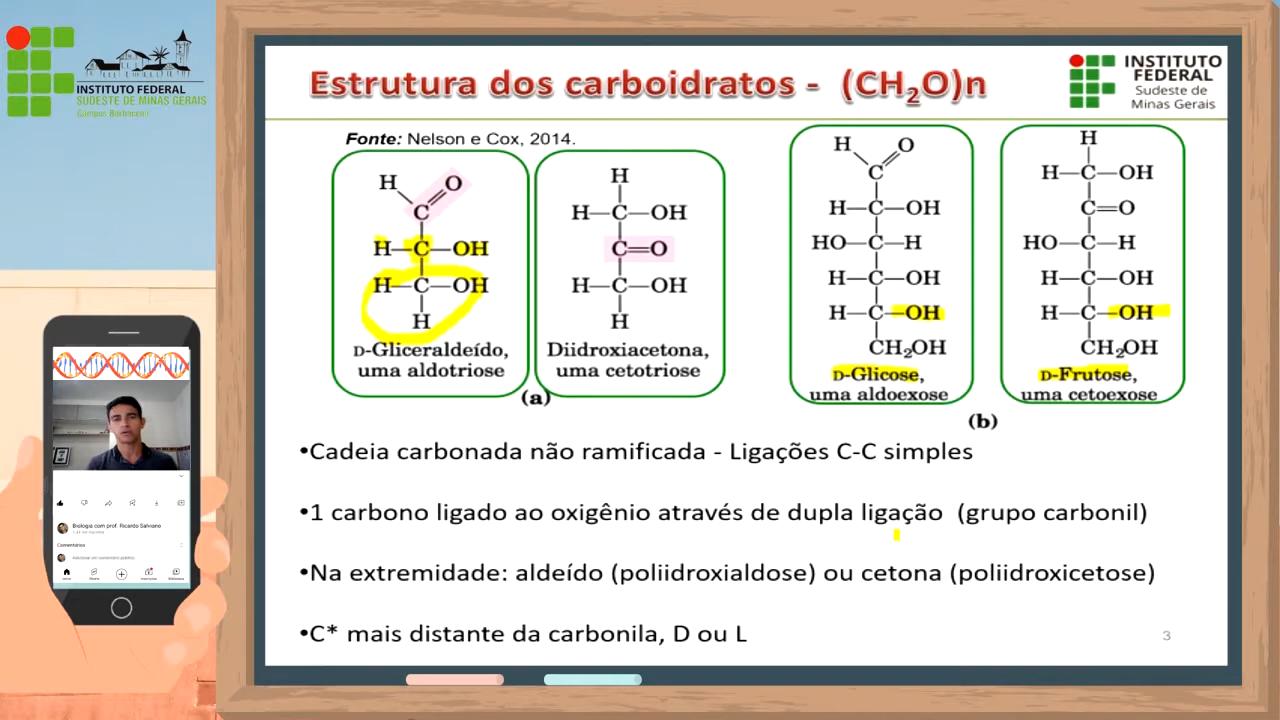 INSTITUTO FEDERAL
SUDESTE DE MINAS GERAIS
Campus Barbacena
Estrutura dos carboidratos - (CH₂O)n
INSTITUTO
FEDERAL
Sudeste de
Minas Gerais
Fonte: Nelson e Cox, 2014.
H O
C
H—C—OH
H—C—OH
H
D-Gliceraldeído,
uma aldotriose
H
H—C—OH
C=O
H—C—OH
H
Diidroxiacetona,
uma cetotriose
(a)
H O
C
H—C—OH
HO—C—H
H—C—OH
H—C—OH
CH₂OH
D-Glicose,
uma aldoexose
H
H—C—OH
C=O
HO—C—H
H—C—OH
H—C—OH
CH₂OH
D-Frutose,
uma cetoexose
(b)
•Cadeia carbonada não ramificada - Ligações C-C simples
•1 carbono ligado ao oxigênio através de dupla ligação (grupo carbonil)
•Na extremidade: aldeído (poliidroxialdose) ou cetona (poliidroxicetose)
•C* mais distante da carbonila, D ou L
3
Biologia com prof. Ricardo Salviano
Comentários
Adicionar um comentário público...